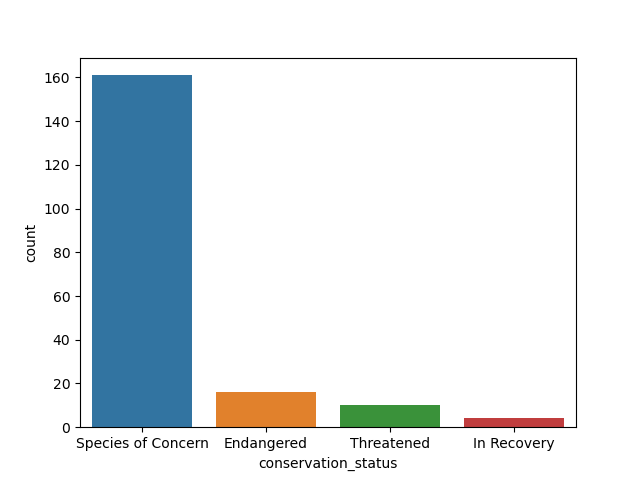 160
140
120
100
80
60
40
20
0
count
Species of Concern
Endangered
Threatened
In Recovery
conservation_status